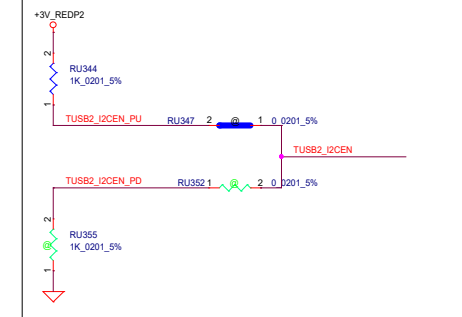 +3V_REDP2
2
RU344
1K_0201_5%
1
TUSB2_I2CEN_PU
RU347
2
@
1
0_0201_5%
TUSB2_I2CEN
TUSB2_I2CEN_PD
RU352
1
@
2
0_0201_5%
2
RU355
@
1K_0201_5%
1